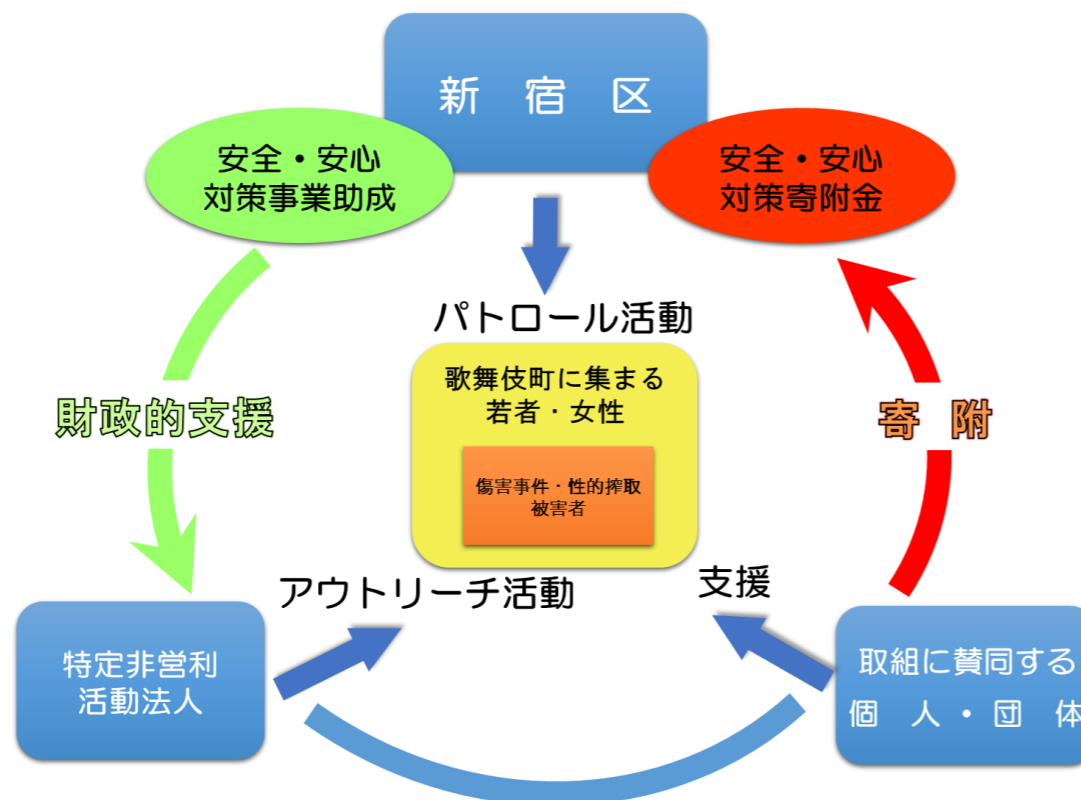 新 宿 区
安全・安心
対策事業助成
安全・安心
対策寄附金
パトロール活動
歌舞伎町に集まる
若者・女性
傷害事件・性的搾取
被害者
財政的支援
寄 附
アウトリーチ活動
支援
特定非営利
活動法人
取組に賛同する
個 人・団 体